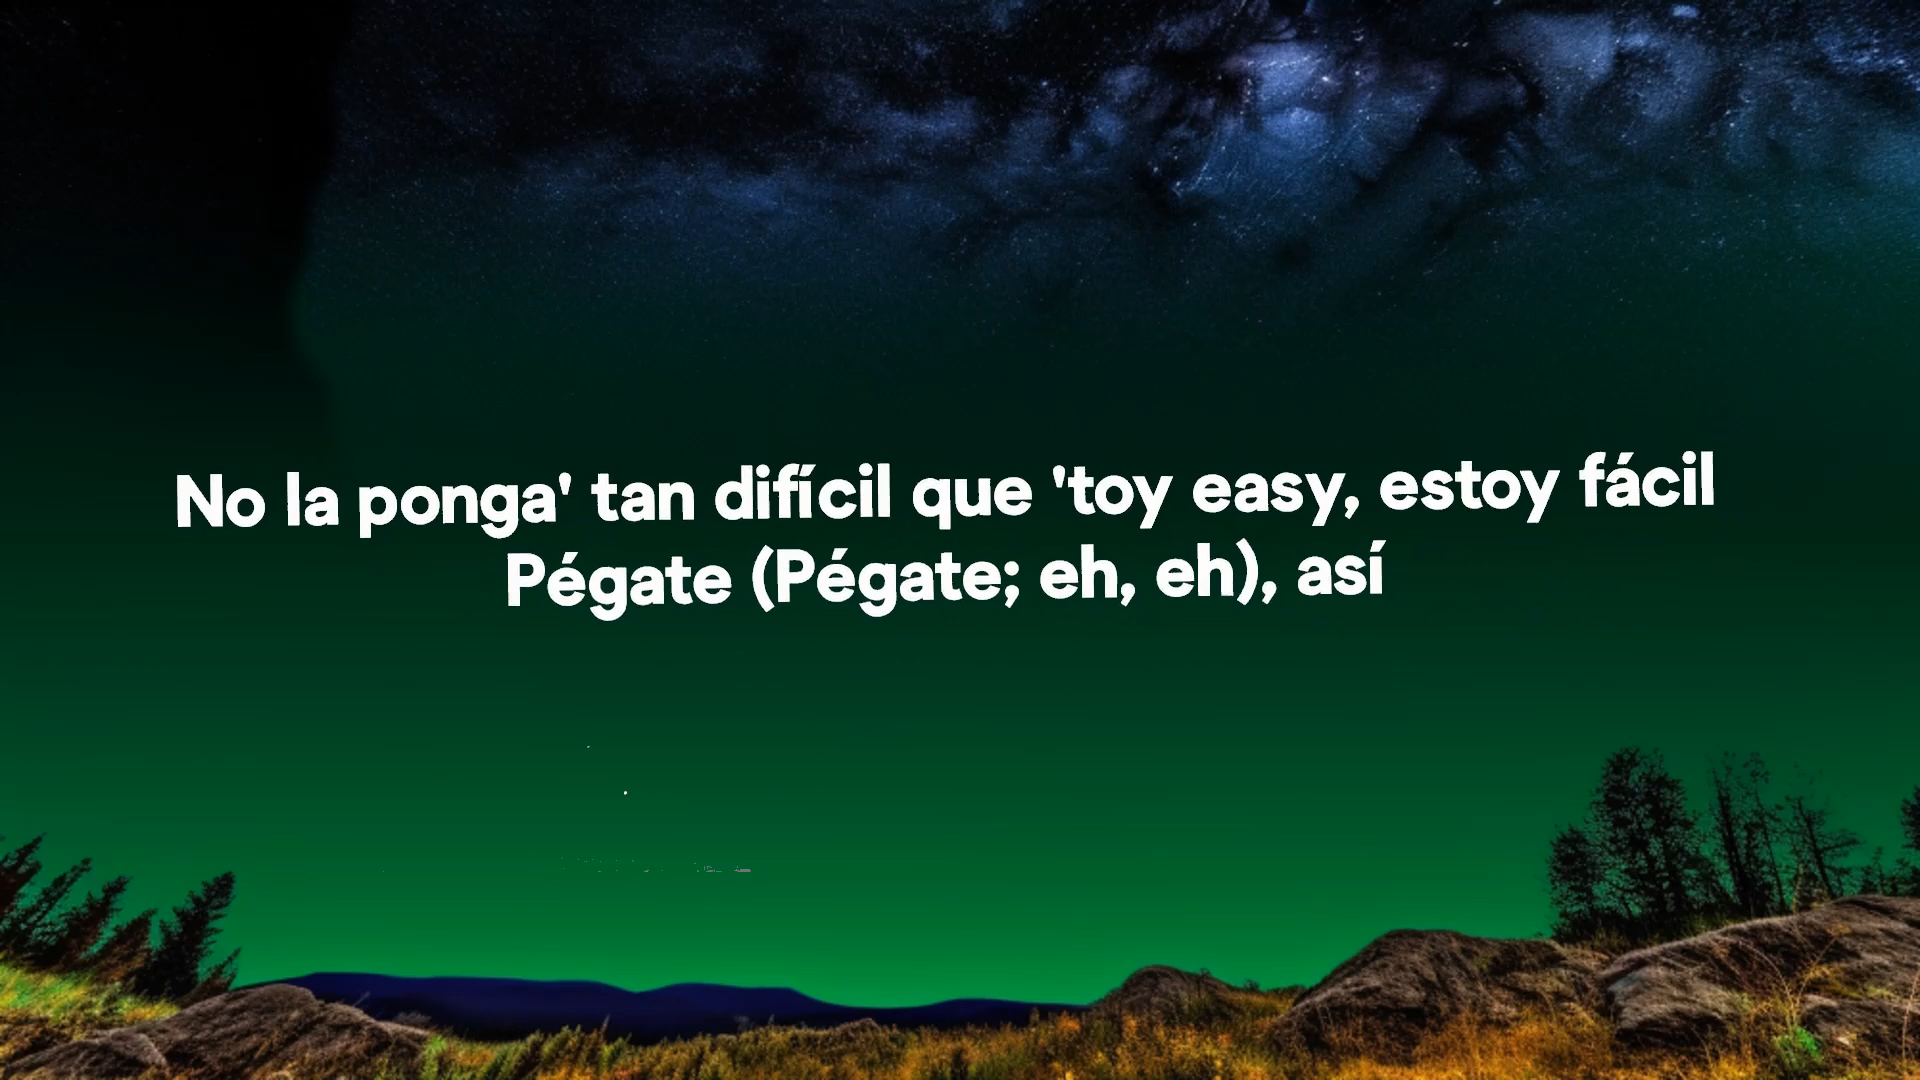 No la ponga' tan difícil que 'toy easy, estoy fácil
Pégate (Pégate; eh, eh), así